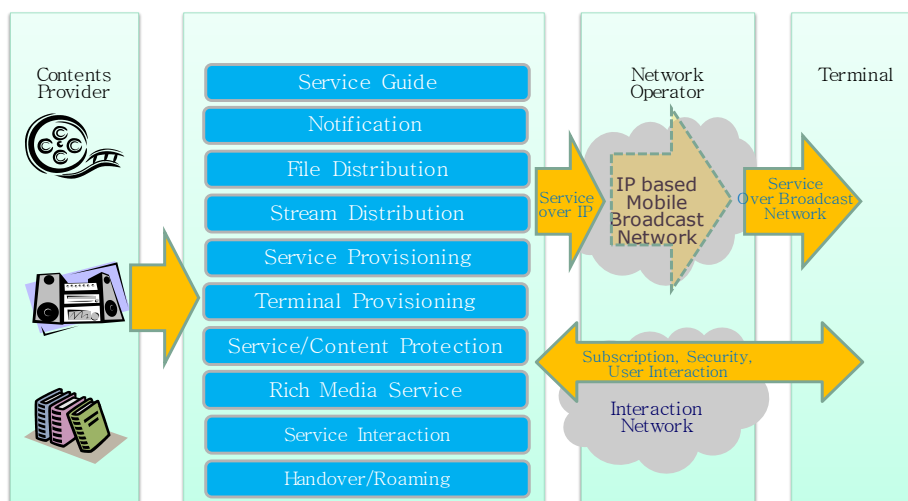 Contents
Provider
Service Guide
Notification
File Distribution
Stream Distribution
Service Provisioning
Terminal Provisioning
Service/Content Protection
Rich Media Service
Service Interaction
Handover/Roaming
Network
Operator
Terminal
Service
over IP
IP based
Mobile
Broadcast
Network
Service
Over Broadcast
Network
Subscription, Security,
User Interaction
Interaction
Network